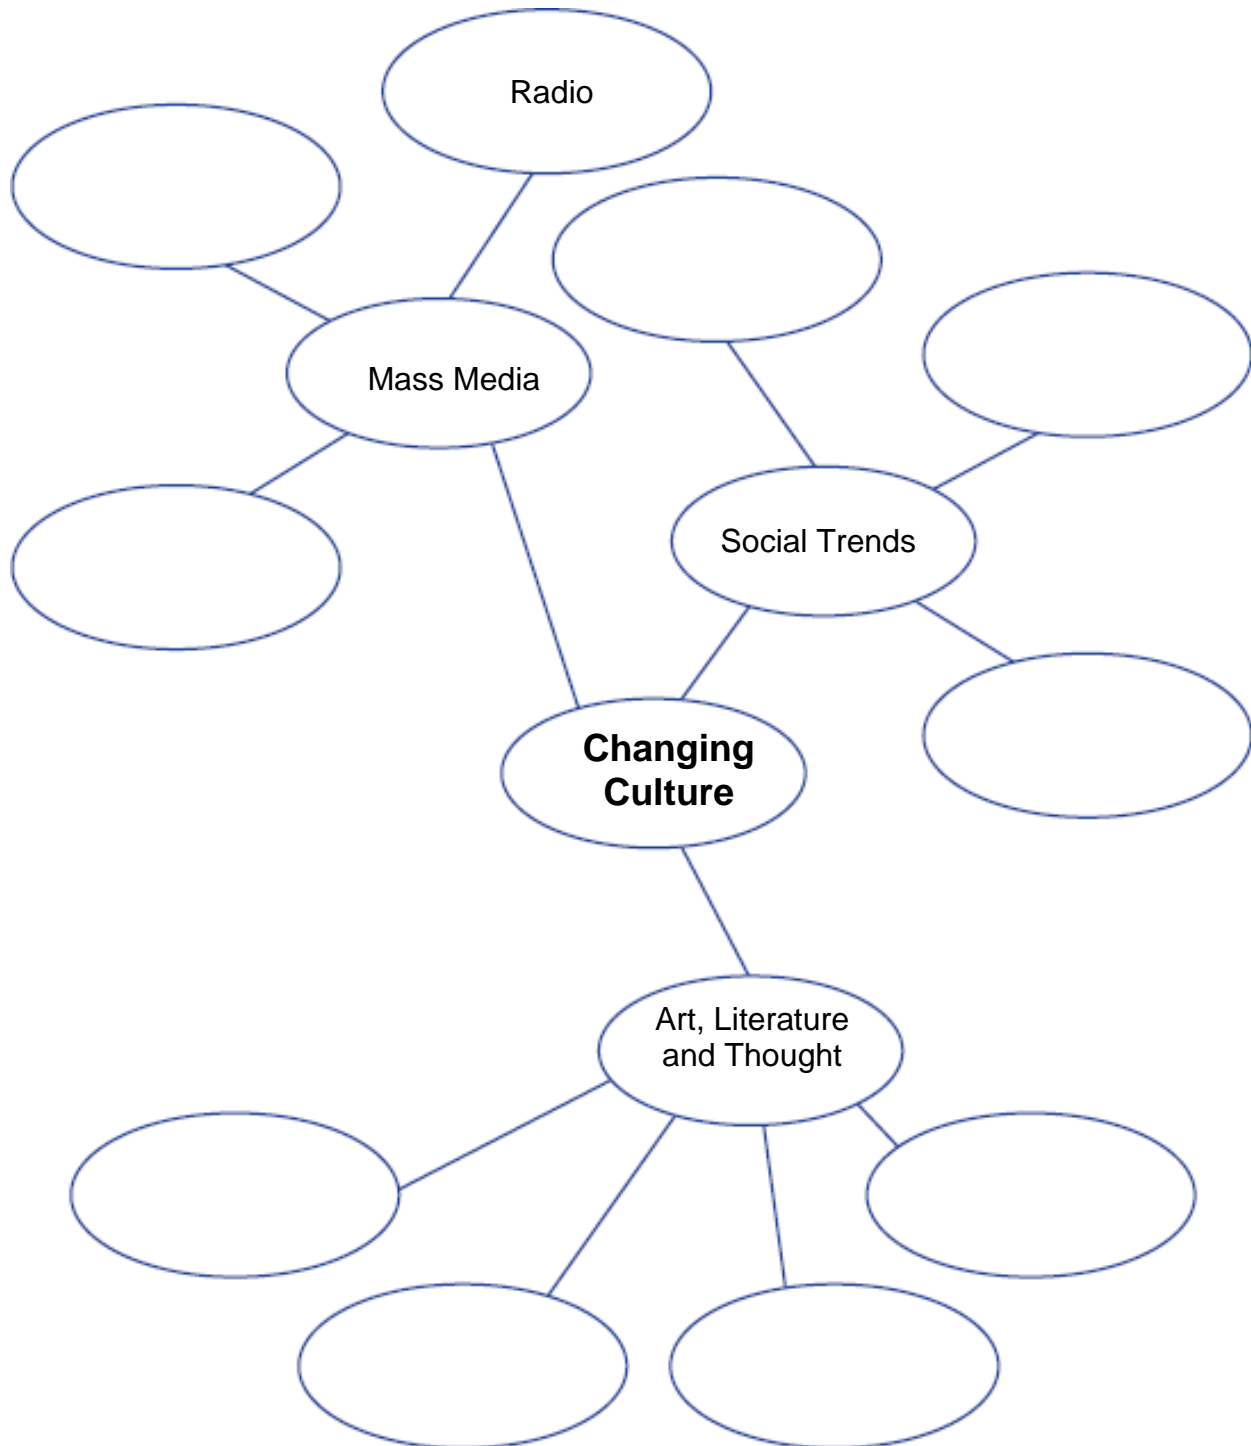 Radio
Mass Media
Social Trends
Changing
Culture
Art, Literature
and Thought